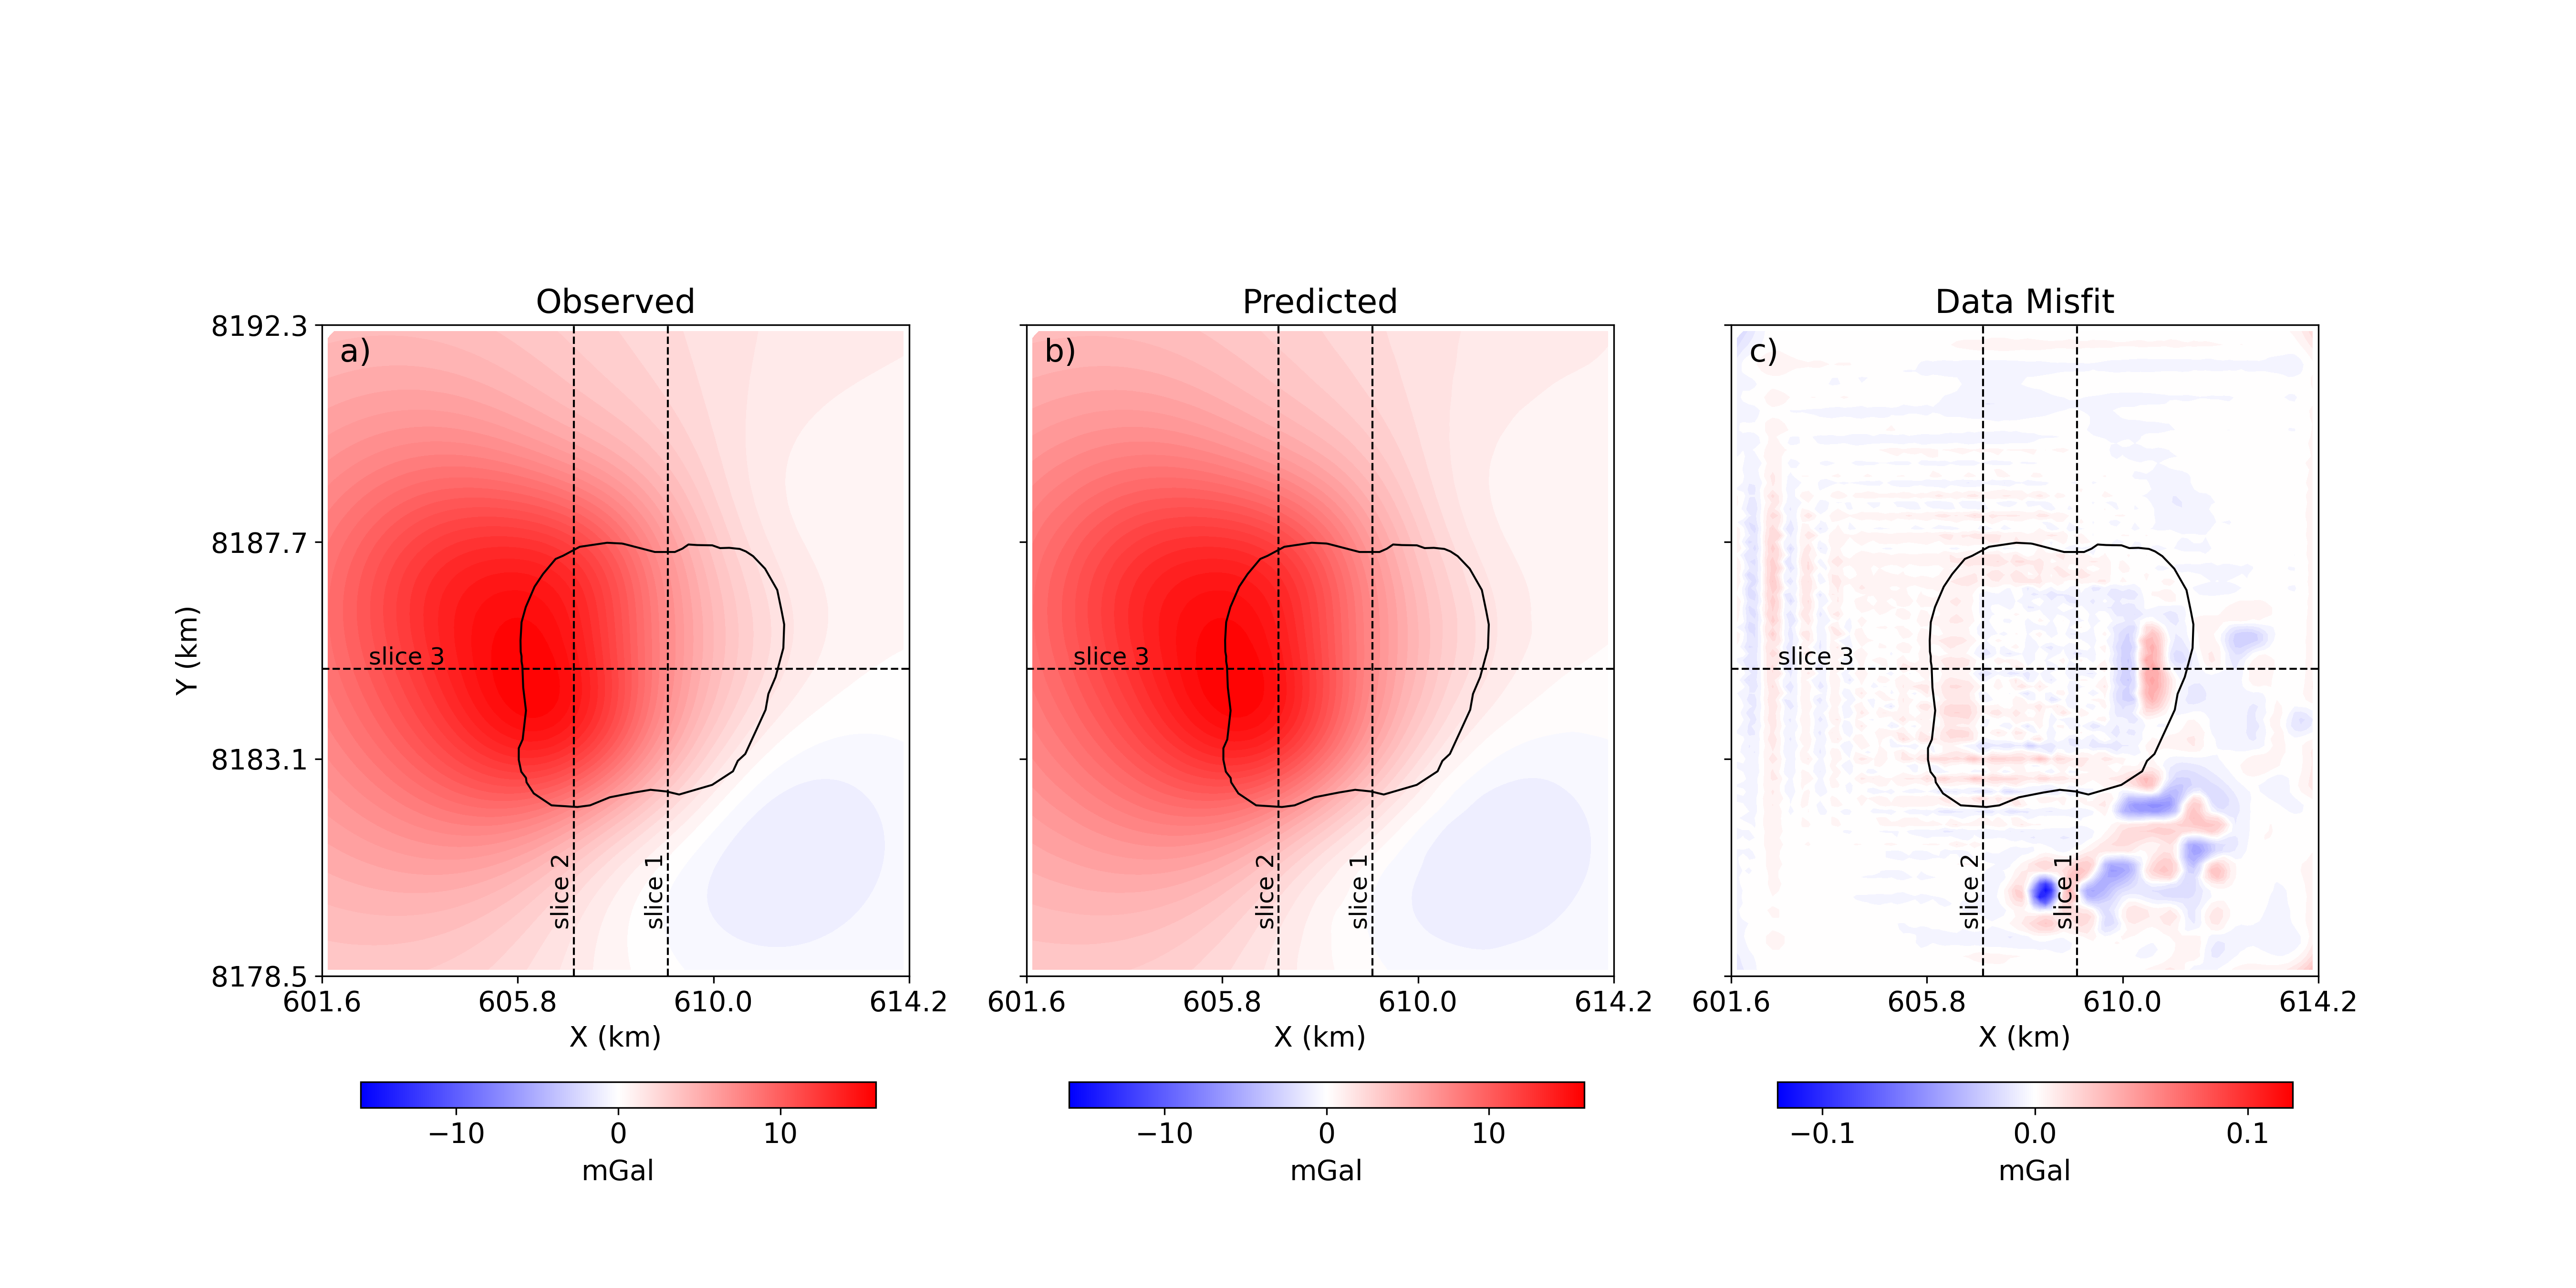 Observed
Predicted
Data Misfit
a)
b)
c)
8192.3
8187.7
8183.1
8178.5
Y (km)
slice 3
slice 2
slice 1
slice 3
slice 2
slice 1
slice 3
slice 2
slice 1
601.6 605.8 610.0 614.2
601.6 605.8 610.0 614.2
601.6 605.8 610.0 614.2
X (km)
X (km)
X (km)
−10 0 10
−10 0 10
−0.1 0.0 0.1
mGal
mGal
mGal